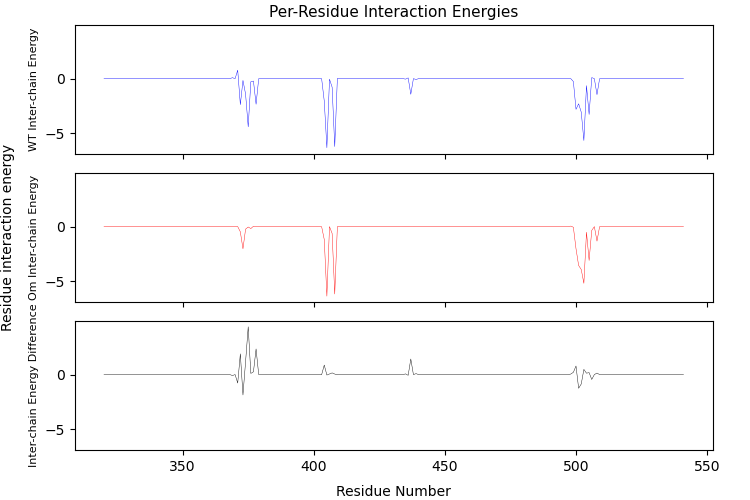 Per-Residue Interaction Energies
Residue interaction energy
WT Inter-chain Energy
0
−5
Om Inter-chain Energy
0
−5
Inter-chain Energy Difference
0
−5
350
400
450
500
550
Residue Number